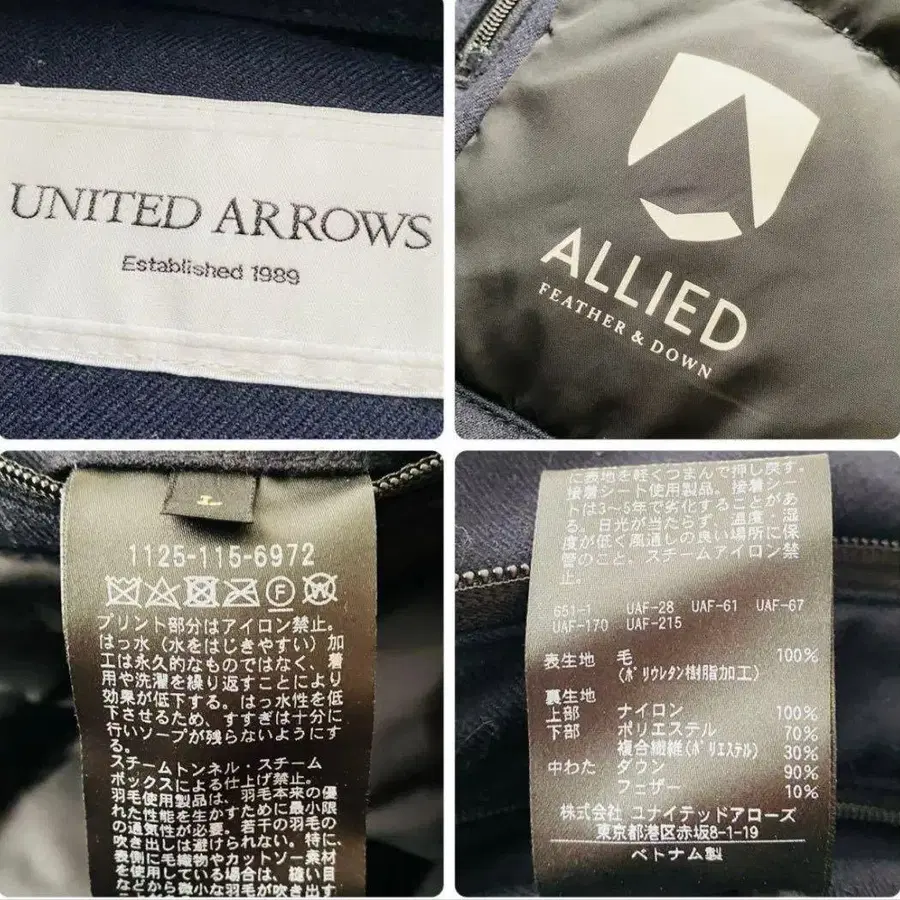 UNITED ARROWS
Established 1989
ALLIED
FEATHER & DOWN
L
1125-115-6972
プリント部分はアイロン禁止。
はっ水（水をはじきやすい）加
工は永久的なものではなく、着
用や洗濯を繰り返すことにより
効果が低下する。はっ水性を低
下させるため、すすぎは十分に
行いソープが残らないようにす
る。
スチームトンネル・スチーム
ボックスによる仕上げ禁止。
羽毛使用製品は、羽毛本来の優
れた性能を生かすために最小限
の通気性が必要。若干の羽毛の
吹き出しは避けられない。特に、
表側に毛織物やカットソー素材
を使用している場合は、縫い目
などから微小な羽毛が吹き出す
に表地を軽くつまんで押し戻す。
接着シート使用製品。接着シー
トは3～5年で劣化することがあ
る。日光が当たらず、温度、湿
度が低く風通しの良い場所に保
管のこと、スチームアイロン禁
止。
651-1 UAF-28 UAF-61 UAF-67
UAF-170 UAF-215
表生地 毛 100%
(ﾎﾟﾘｳﾚﾀﾝ樹脂加工)
裏生地
上部 ナイロン 100%
下部 ポリエステル 70%
複合繊維(ﾎﾟﾘｴｽﾃﾙ) 30%
中わた ダウン 90%
フェザー 10%
株式会社 ユナイテッドアローズ
東京都港区赤坂8-1-19
ベトナム製